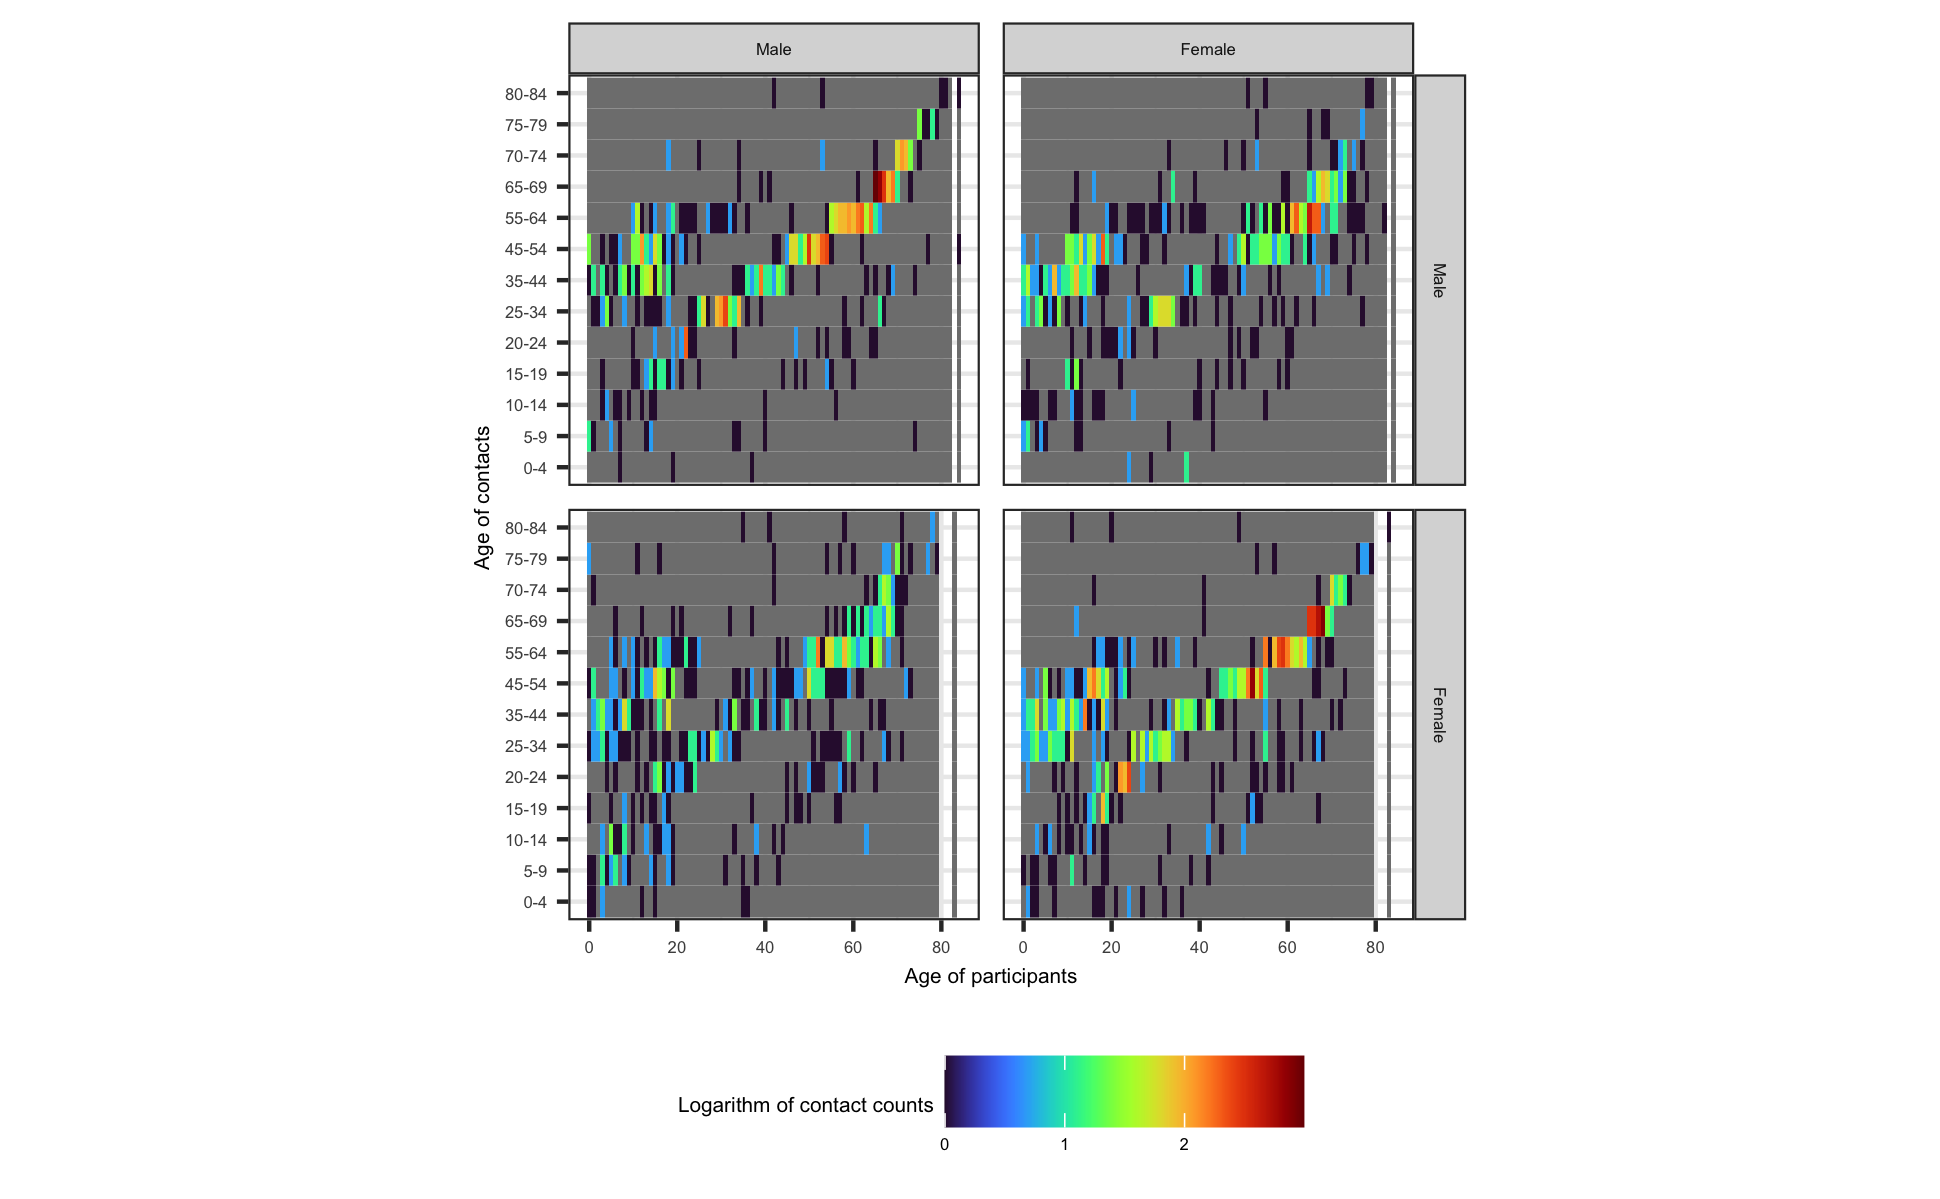 Male
Female
80-84
75-79
70-74
65-69
55-64
45-54
35-44
25-34
20-24
15-19
10-14
5-9
0-4
Male
Age of contacts
80-84
75-79
70-74
65-69
55-64
45-54
35-44
25-34
20-24
15-19
10-14
5-9
0-4
Female
0 20 40 60 80
0 20 40 60 80
Age of participants
Logarithm of contact counts
0 1 2